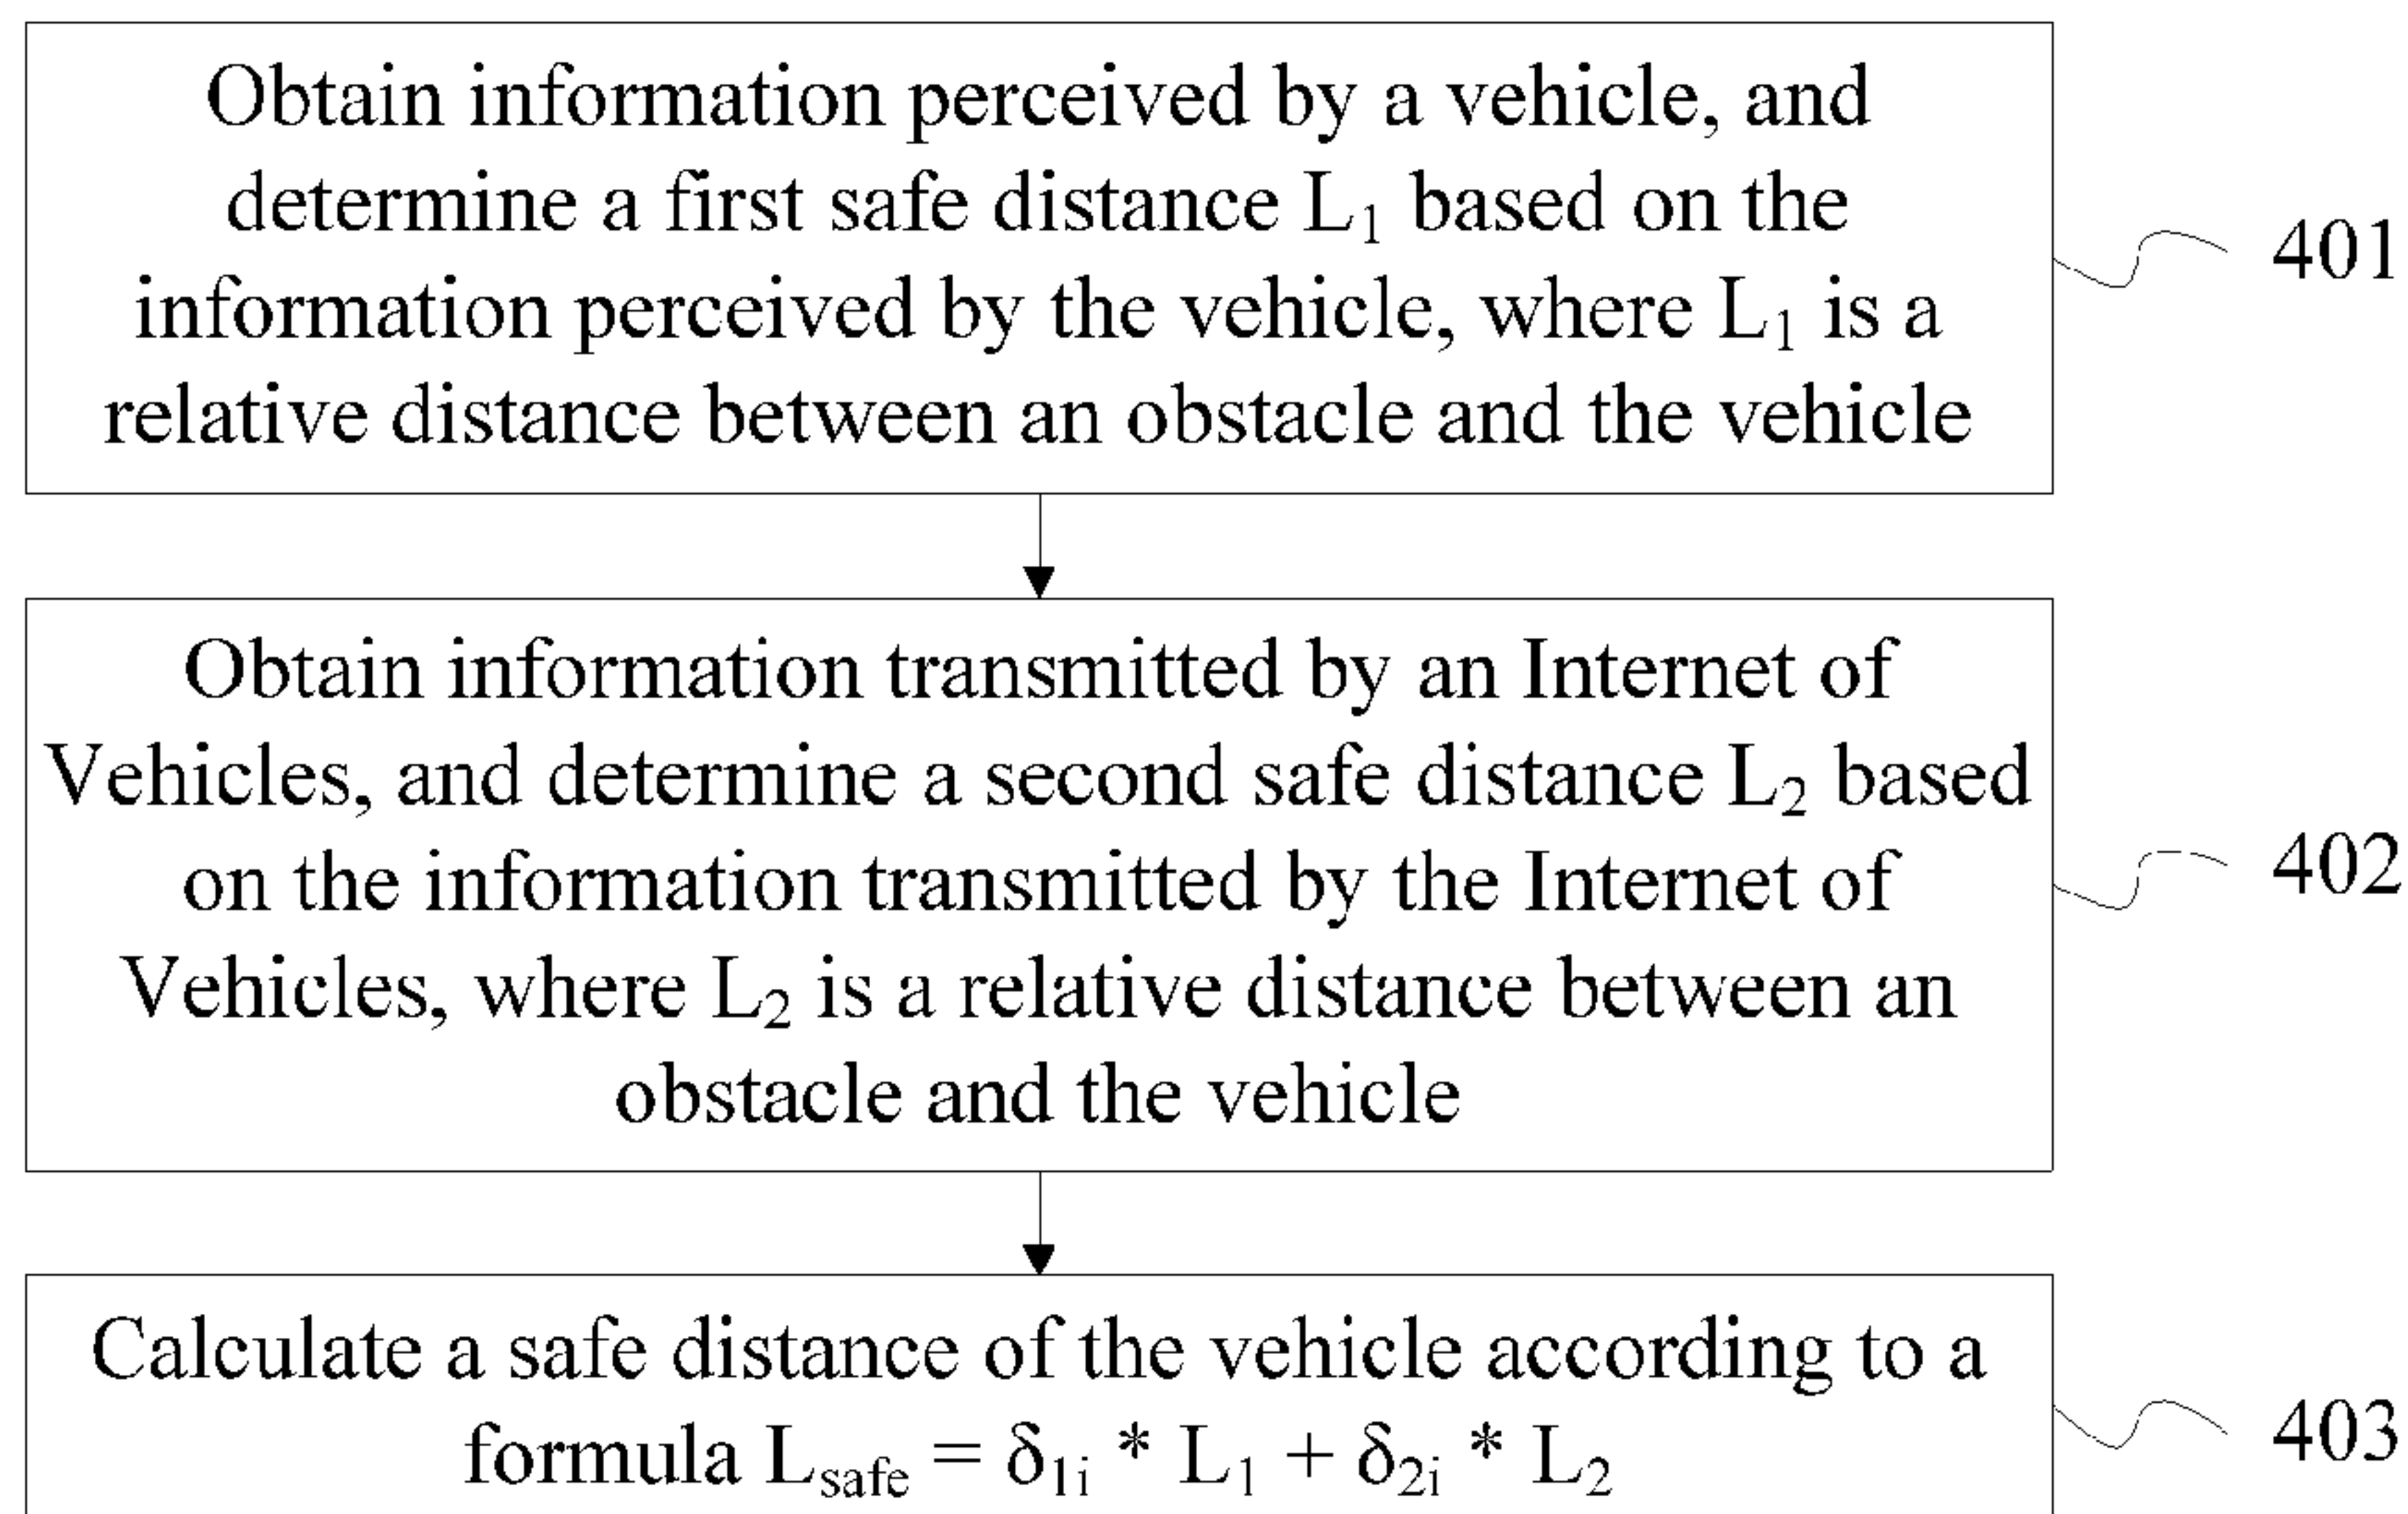 Obtain information perceived by a vehicle, and
determine a first safe distance L₁ based on the
information perceived by the vehicle, where L₁ is a
relative distance between an obstacle and the vehicle
401
Obtain information transmitted by an Internet of
Vehicles, and determine a second safe distance L₂ based
on the information transmitted by the Internet of
Vehicles, where L₂ is a relative distance between an
obstacle and the vehicle
402
Calculate a safe distance of the vehicle according to a
formula L_safe = δ₁ᵢ * L₁ + δ₂ᵢ * L₂
403